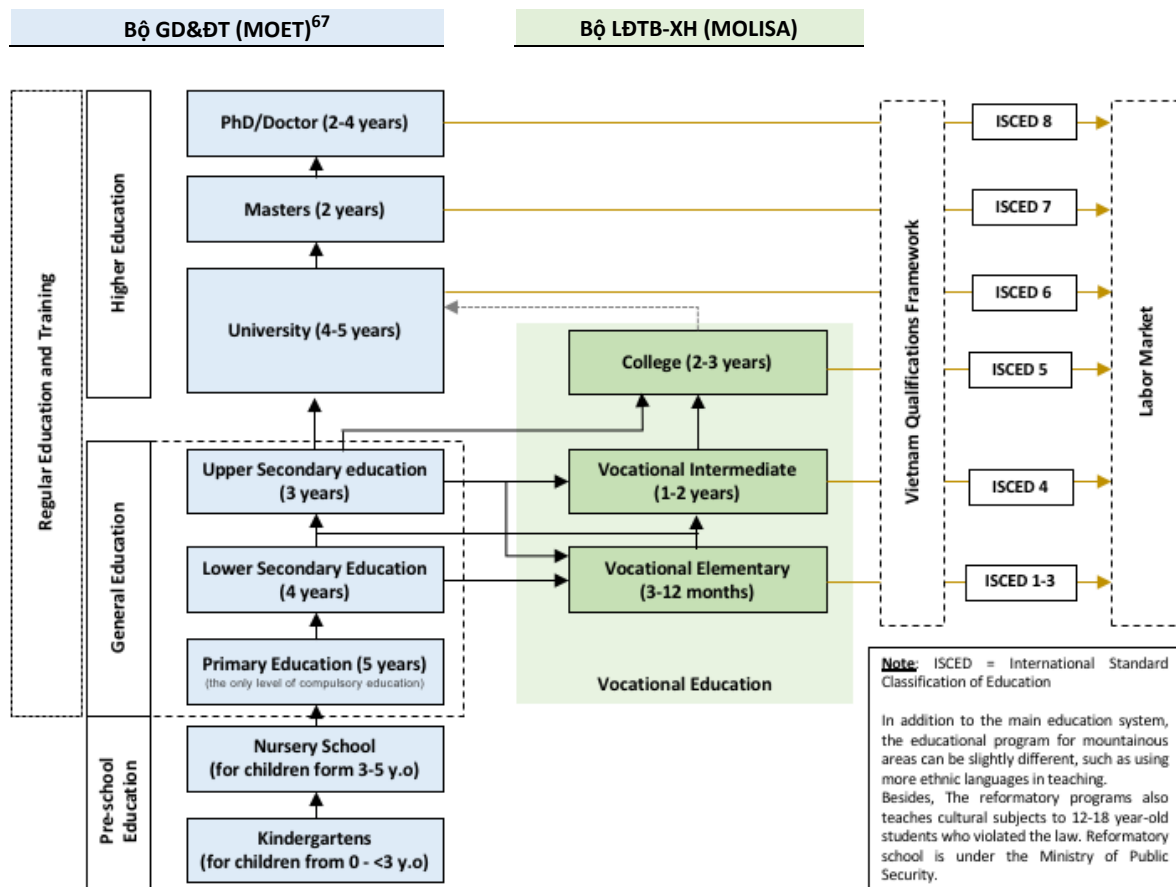 Bộ GD&ĐT (MOET)67
Bộ LĐTB-XH (MOLISA)
Regular Education and Training
Higher Education
PhD/Doctor (2-4 years)
Masters (2 years)
University (4-5 years)
General Education
Upper Secondary education
(3 years)
Lower Secondary Education
(4 years)
Primary Education (5 years)
(the only level of compulsory education)
Pre-school
Education
Nursery School
(for children form 3-5 y.o)
Kindergartens
(for children from 0 - <3 y.o)
College (2-3 years)
Vocational Intermediate
(1-2 years)
Vocational Elementary
(3-12 months)
Vocational Education
Vietnam Qualifications Framework
ISCED 8
ISCED 7
ISCED 6
ISCED 5
ISCED 4
ISCED 1-3
Labor Market
Note: ISCED = International Standard
Classification of Education
In addition to the main education system,
the educational program for mountainous
areas can be slightly different, such as using
more ethnic languages in teaching.
Besides, The reformatory programs also
teaches cultural subjects to 12-18 year-old
students who violated the law. Reformatory
school is under the Ministry of Public
Security.